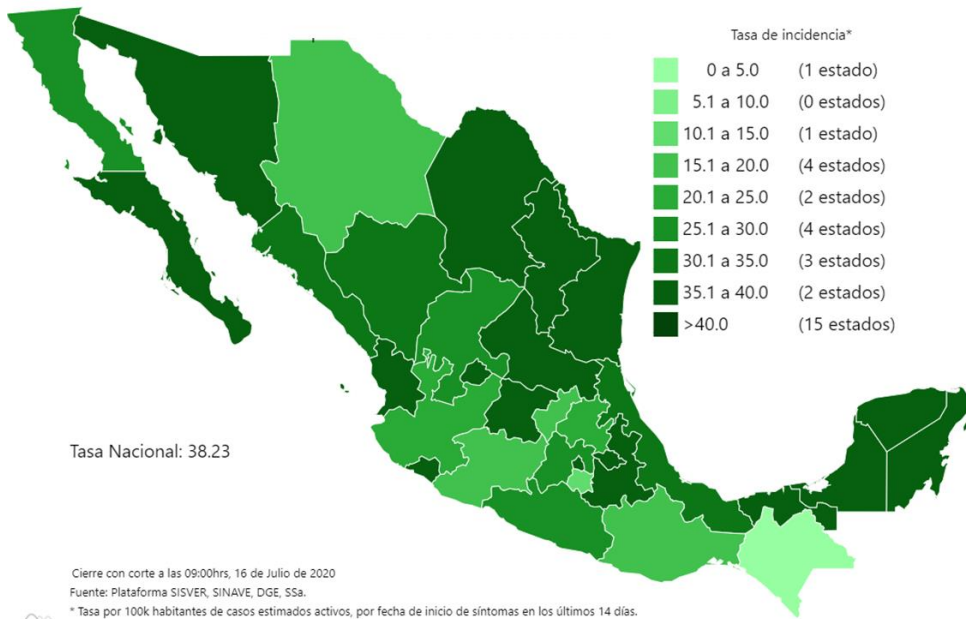 Tasa de incidencia*
0 a 5.0 (1 estado)
5.1 a 10.0 (0 estados)
10.1 a 15.0 (1 estado)
15.1 a 20.0 (4 estados)
20.1 a 25.0 (2 estados)
25.1 a 30.0 (4 estados)
30.1 a 35.0 (3 estados)
35.1 a 40.0 (2 estados)
>40.0 (15 estados)
Tasa Nacional: 38.23
Cierre con corte a las 09:00hrs, 16 de Julio de 2020
Fuente: Plataforma SISVER, SINAVE, DGE, SSa.
* Tasa por 100k habitantes de casos estimados activos, por fecha de inicio de síntomas en los últimos 14 días.